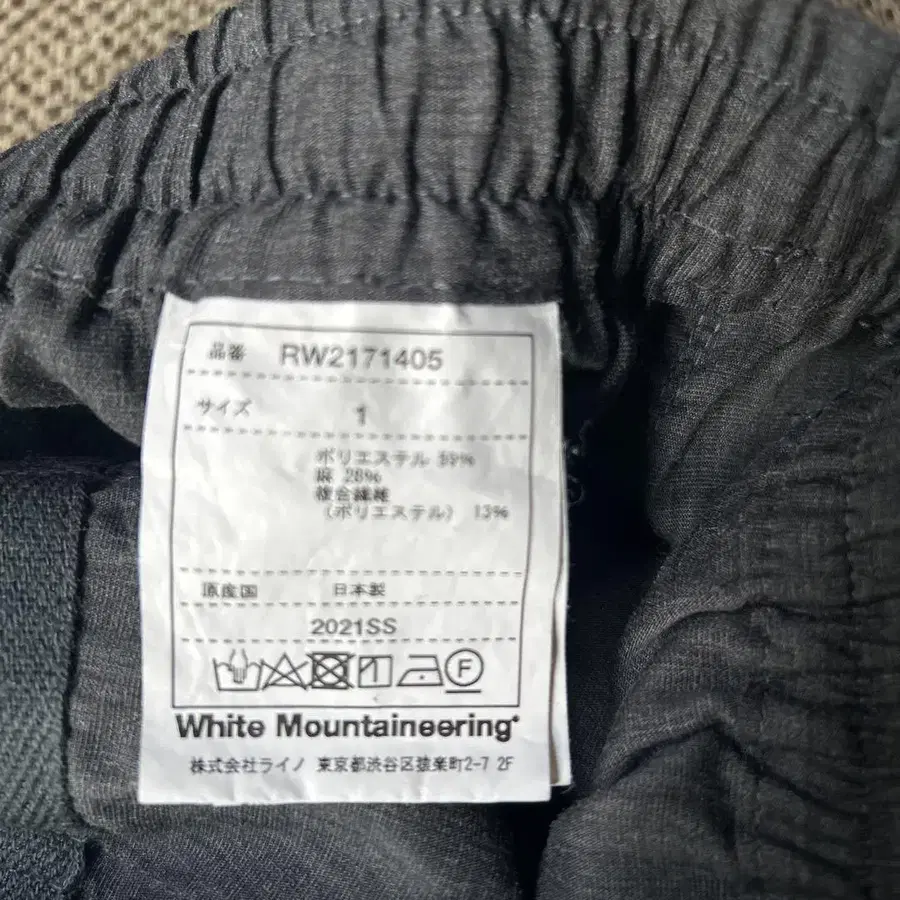 品番 RW2171405
サイズ 1
ポリエステル 59%
綿 28%
複合繊維
(ポリエステル) 13%
原産国 日本製
2021SS
F
White Mountaineering
株式会社ライノ 東京都渋谷区猿楽町2-7 2F